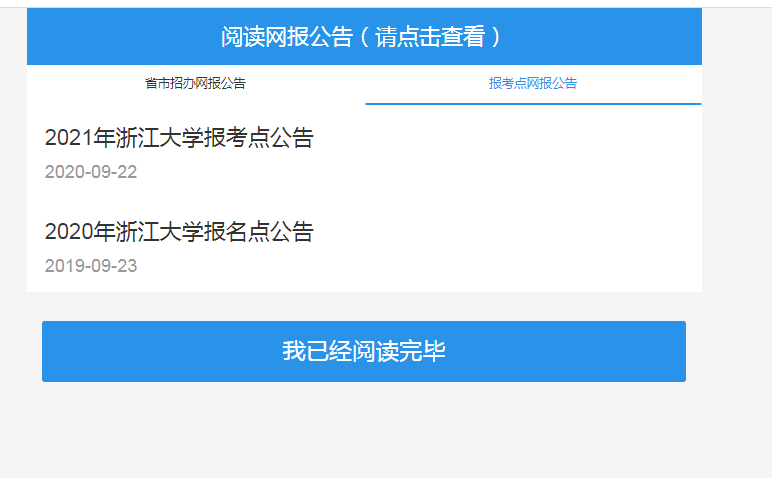 阅读网报公告（请点击查看）
省市招办网报公告
报考点网报公告
2021年浙江大学报考点公告
2020-09-22
2020年浙江大学报名点公告
2019-09-23
我已经阅读完毕